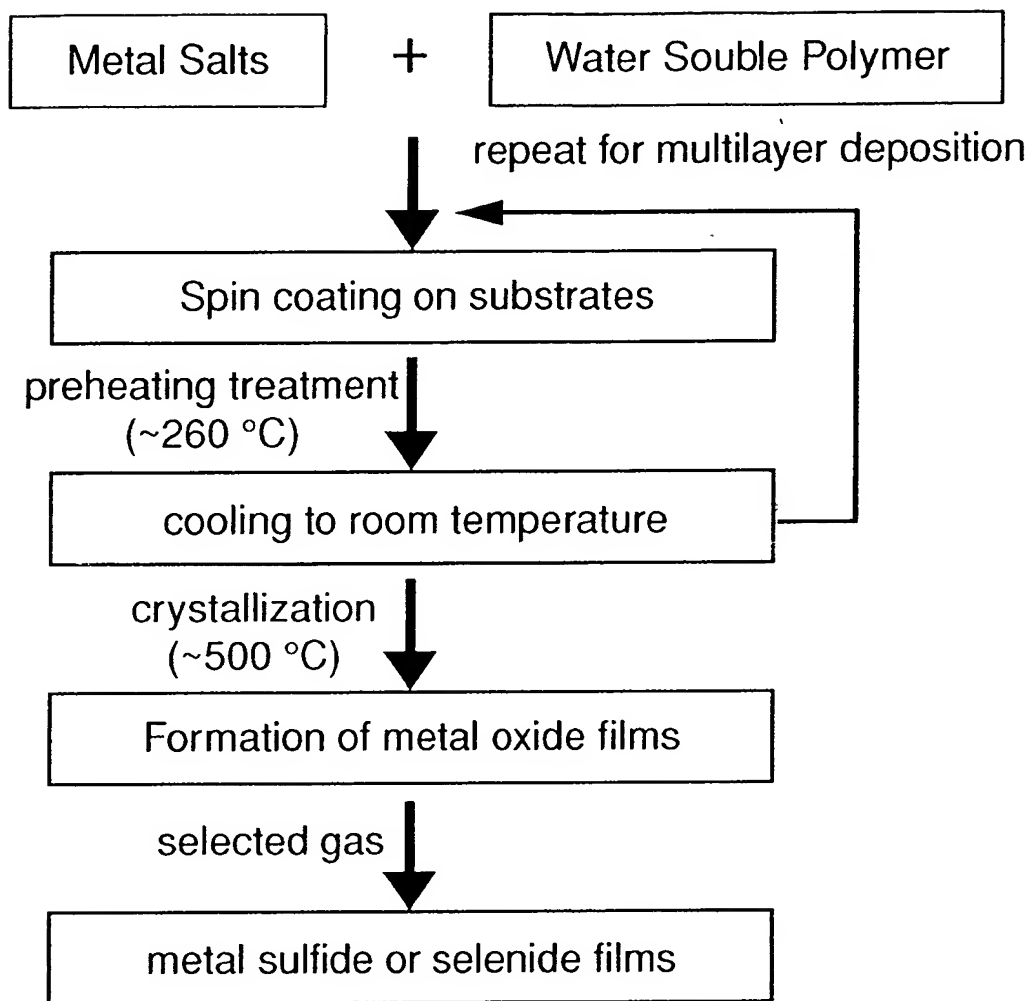 Metal Salts + Water Souble Polymer
repeat for multilayer deposition
Spin coating on substrates
preheating treatment
(~260 °C)
cooling to room temperature
crystallization
(~500 °C)
Formation of metal oxide films
selected gas
metal sulfide or selenide films